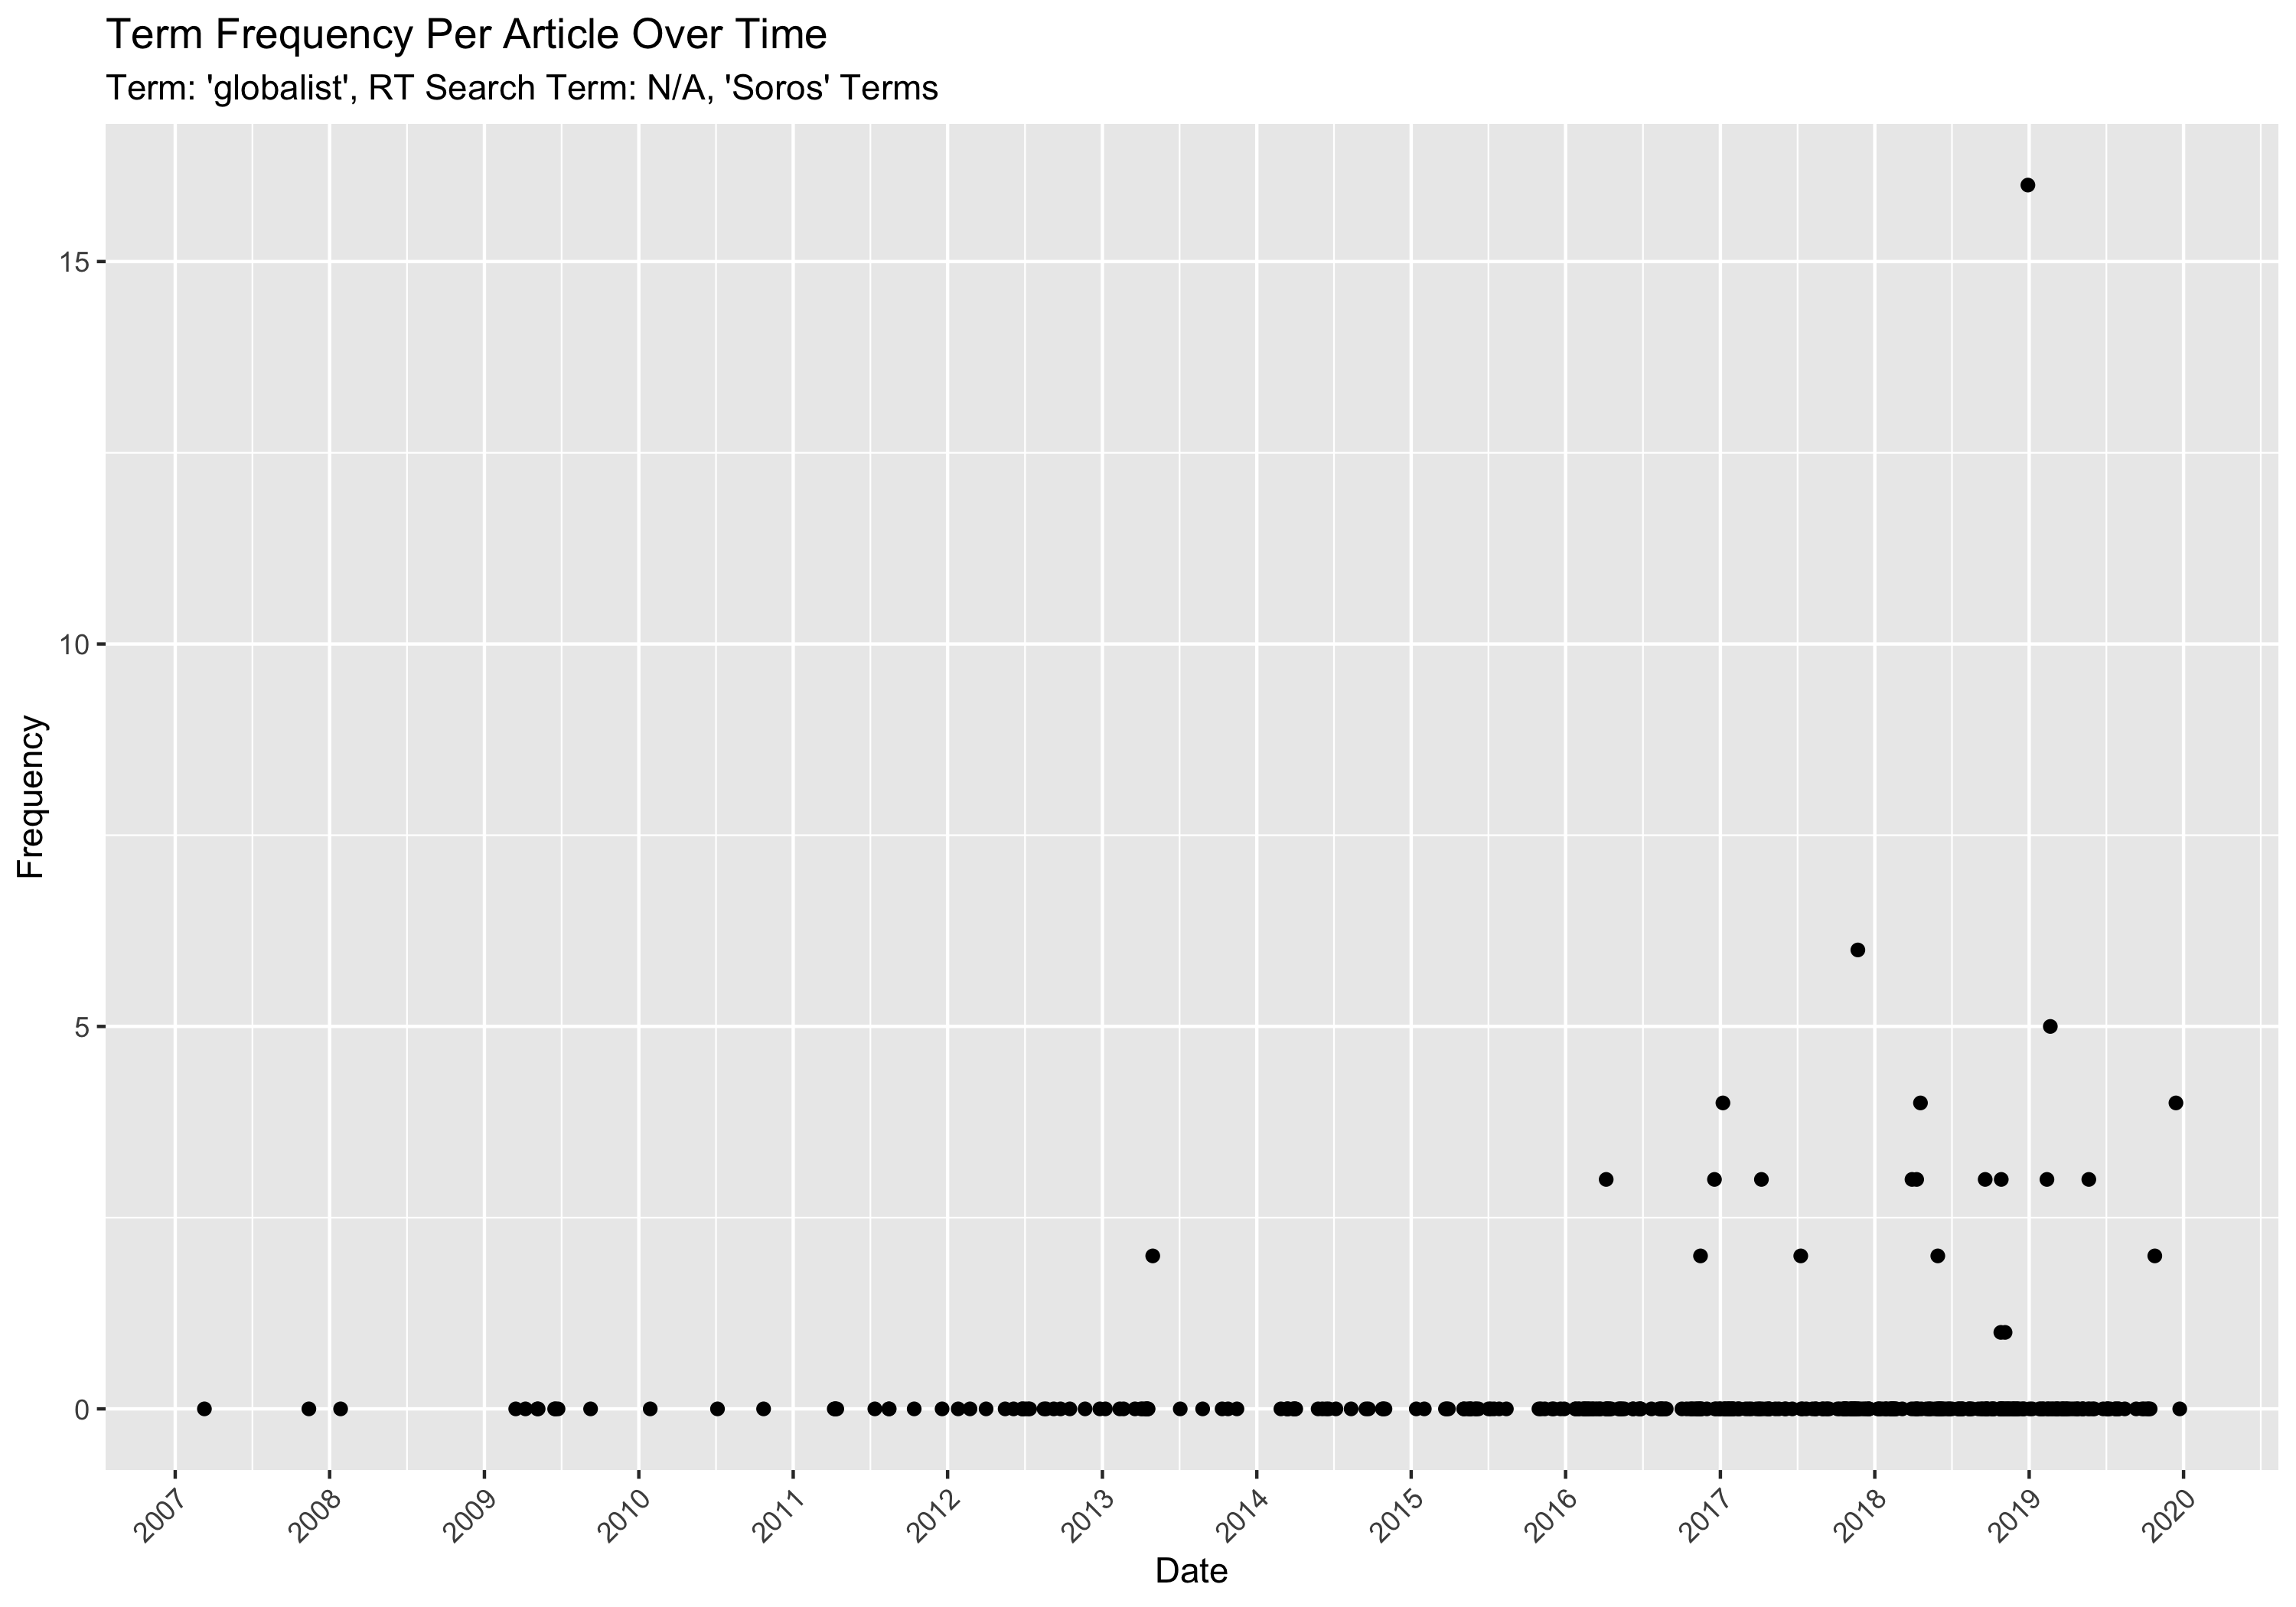 Term Frequency Per Article Over Time
Term: 'globalist', RT Search Term: N/A, 'Soros' Terms
Frequency
15
10
5
0
2007 2008 2009 2010 2011 2012 2013 2014 2015 2016 2017 2018 2019 2020
Date